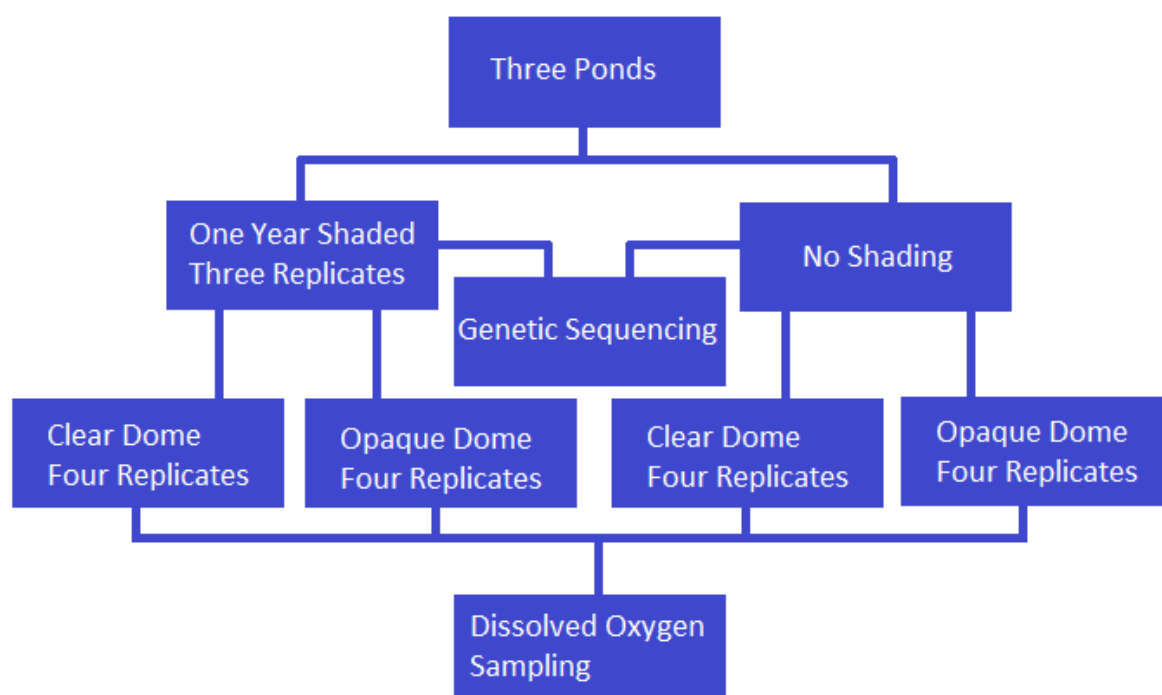 Three Ponds
One Year Shaded
Three Replicates
No Shading
Genetic Sequencing
Clear Dome
Four Replicates
Opaque Dome
Four Replicates
Clear Dome
Four Replicates
Opaque Dome
Four Replicates
Dissolved Oxygen
Sampling